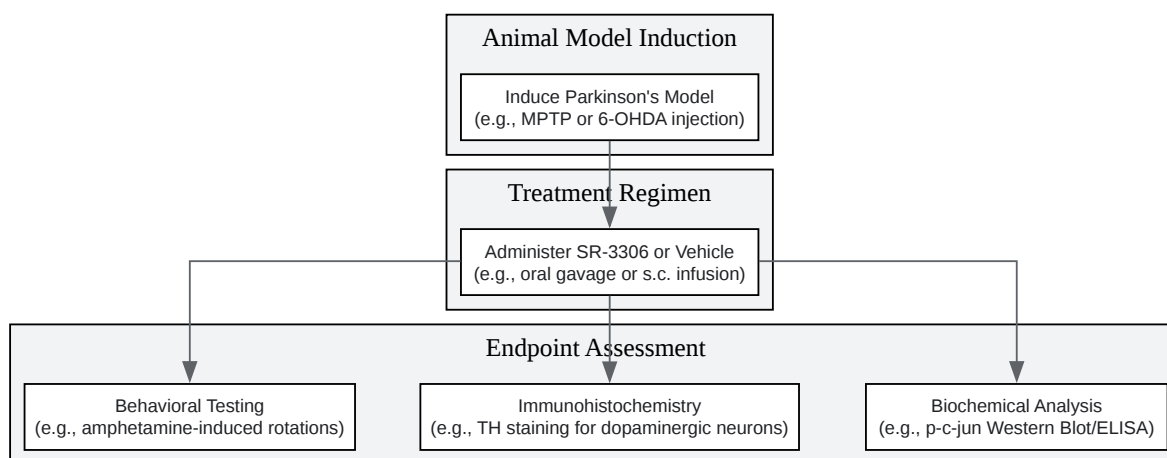 Animal Model Induction
Induce Parkinson's Model
(e.g., MPTP or 6-OHDA injection)
Treatment Regimen
Administer SR-3306 or Vehicle
(e.g., oral gavage or s.c. infusion)
Endpoint Assessment
Behavioral Testing
(e.g., amphetamine-induced rotations)
Immunohistochemistry
(e.g., TH staining for dopaminergic neurons)
Biochemical Analysis
(e.g., p-c-jun Western Blot/ELISA)